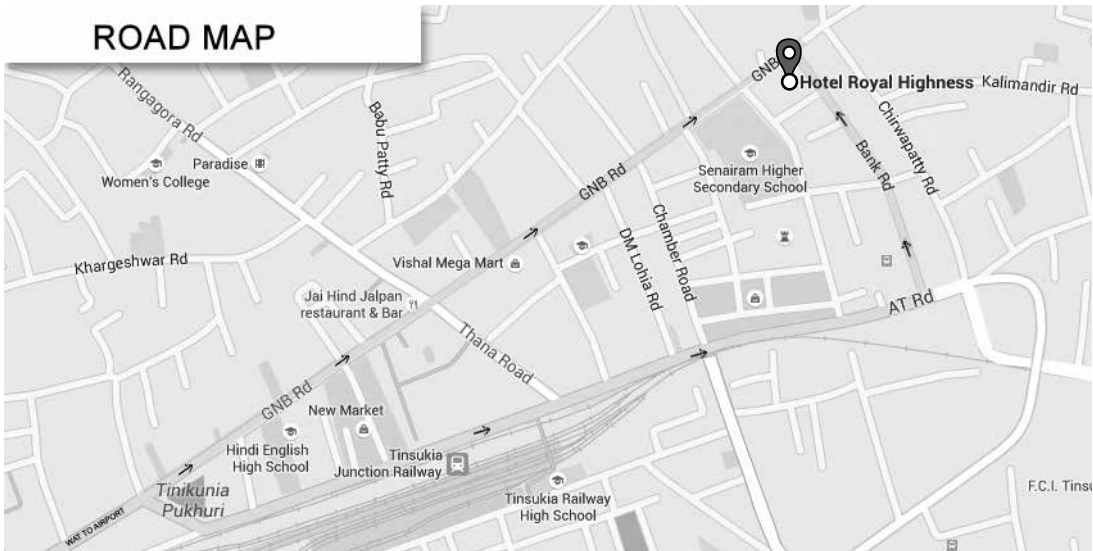 ROAD MAP
GNB
Hotel Royal Highness
Kalimandir Rd
Rangagora Rd
Babu Patty Rd
Chirwapatty Rd
Bank Rd
Paradise
Women's College
Senairam Higher
Secondary School
GNB Rd
Chamber Road
DM Lohia Rd
Khargeshwar Rd
Vishal Mega Mart
Jai Hind Jalpan
restaurant & Bar
AT Rd
Thana Road
GNB Rd
New Market
Hindi English
High School
Tinsukia
Junction Railway
Tinikunia
Pukhuri
Tinsukia Railway
High School
F.C.I. Tinsu
WAT TO AIRPORT